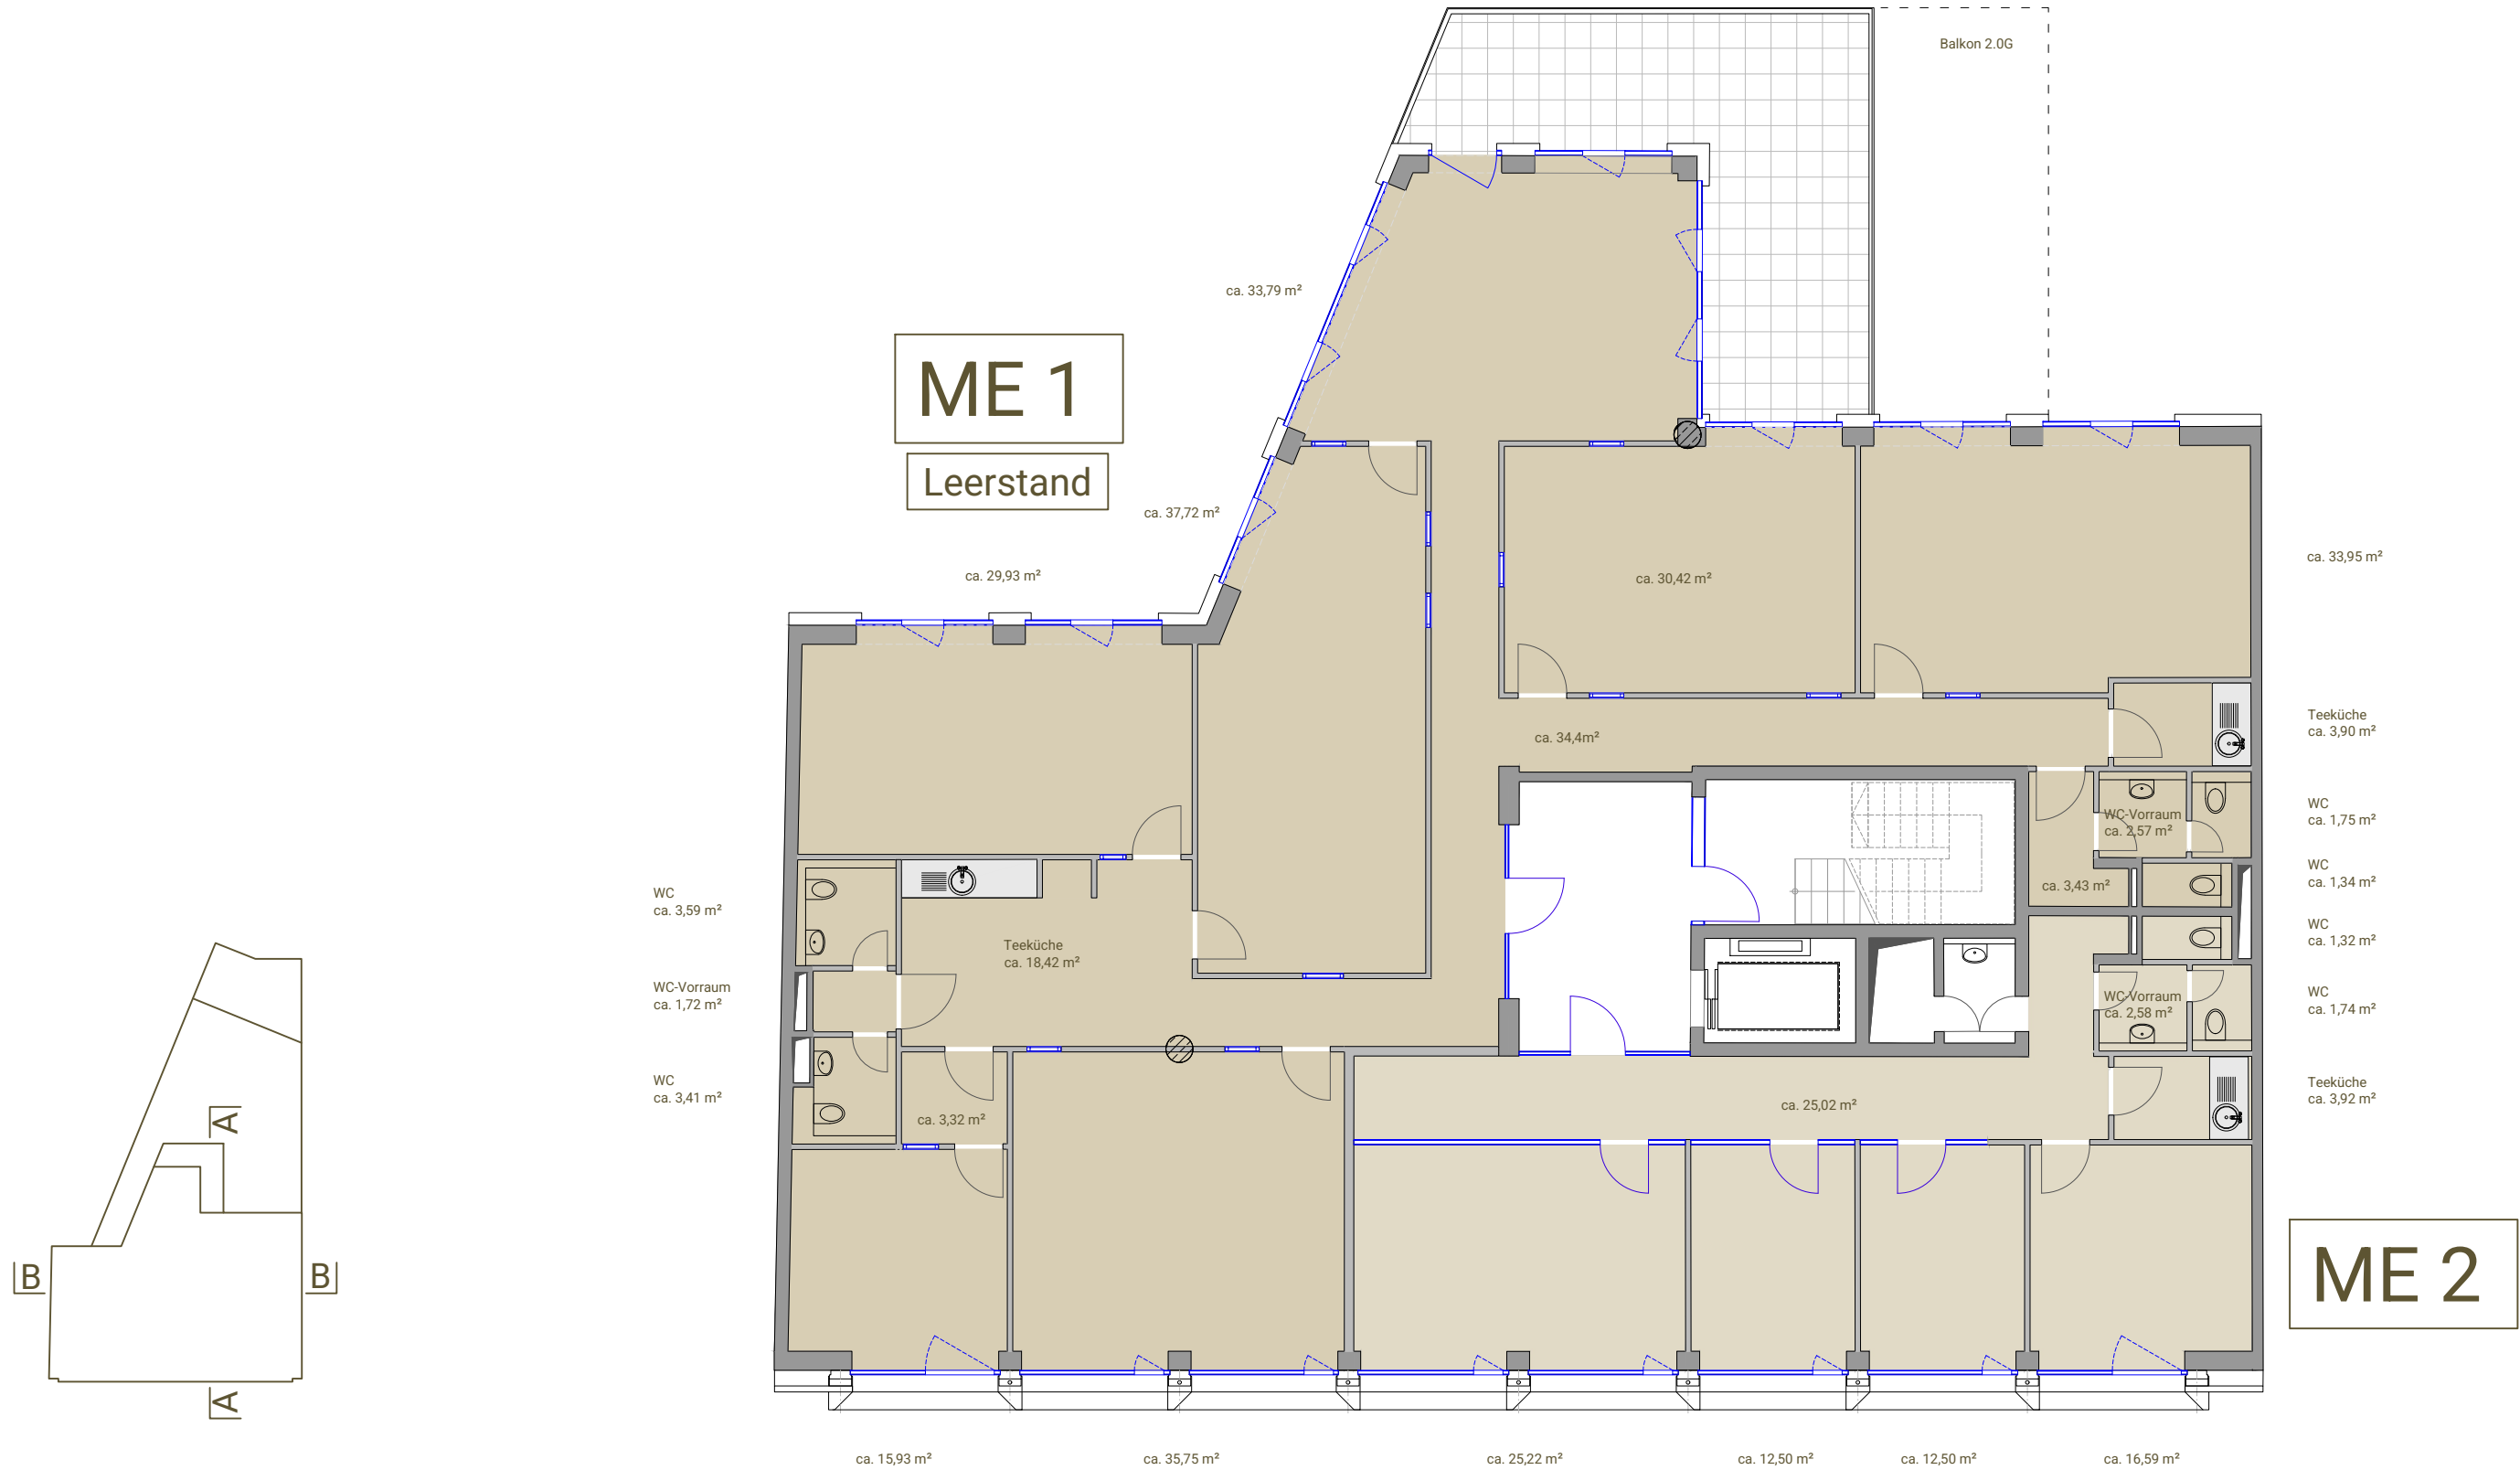 Balkon 2.0G
ca. 33,79 m²
ME 1
Leerstand
ca. 37,72 m²
ca. 29,93 m²
ca. 30,42 m²
ca. 33,95 m²
ca. 34,4m²
Teeküche
ca. 3,90 m²
WC
ca. 1,75 m²
WC-Vorraum
ca. 2,57 m²
WC
ca. 1,34 m²
ca. 3,43 m²
WC
ca. 3,59 m²
WC
ca. 1,32 m²
Teeküche
ca. 18,42 m²
WC-Vorraum
ca. 1,72 m²
WC-Vorraum
ca. 2,58 m²
WC
ca. 1,74 m²
WC
ca. 3,41 m²
Teeküche
ca. 3,92 m²
ca. 3,32 m²
ca. 25,02 m²
A
B
B
A
ME 2
ca. 15,93 m²
ca. 35,75 m²
ca. 25,22 m²
ca. 12,50 m²
ca. 12,50 m²
ca. 16,59 m²